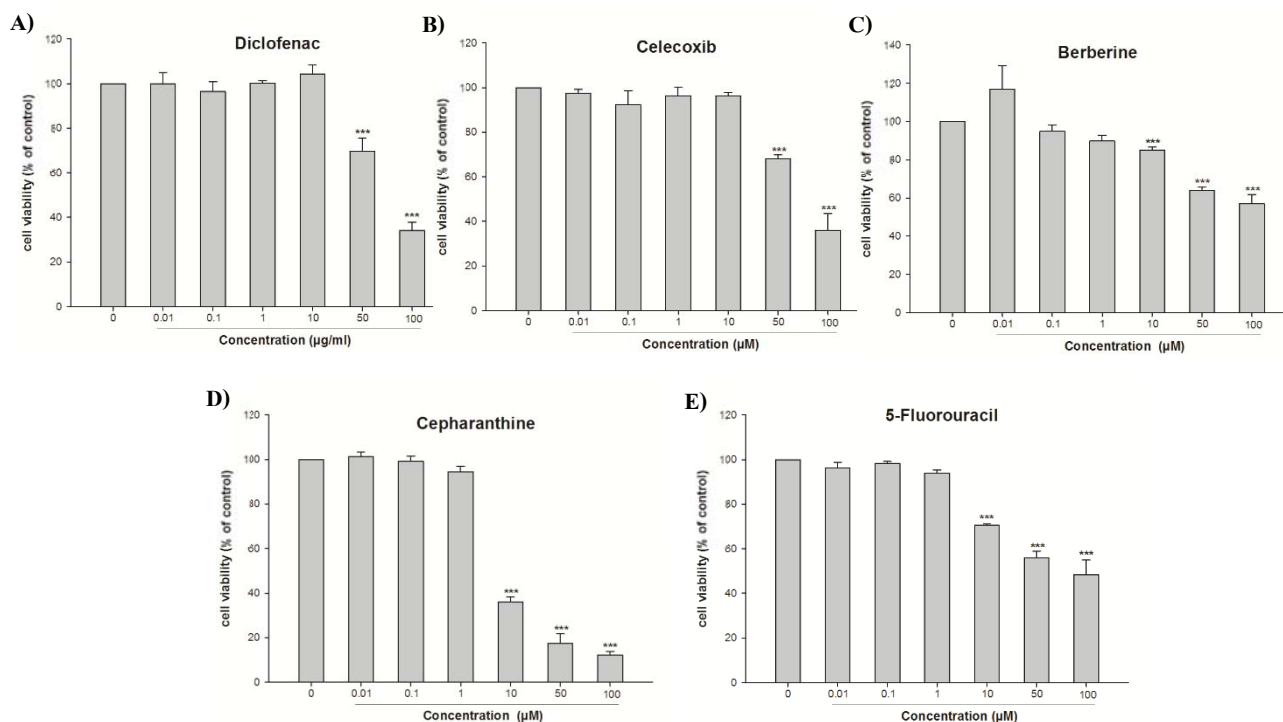 A)
Diclofenac
cell viability (% of control)
120
100
80
60
40
20
0
***
***
0 0.01 0.1 1 10 50 100
Concentration (µg/ml)
B)
Celecoxib
cell viability (% of control)
120
100
80
60
40
20
0
***
***
0 0.01 0.1 1 10 50 100
Concentration (µM)
C)
Berberine
cell viability (% of control)
140
120
100
80
60
40
20
0
***
***
***
0 0.01 0.1 1 10 50 100
Concentration (µM)
D)
Cepharanthine
cell viability (% of control)
120
100
80
60
40
20
0
***
***
***
0 0.01 0.1 1 10 50 100
Concentration (µM)
E)
5-Fluorouracil
cell viability (% of control)
120
100
80
60
40
20
0
***
***
***
0 0.01 0.1 1 10 50 100
Concentration (µM)